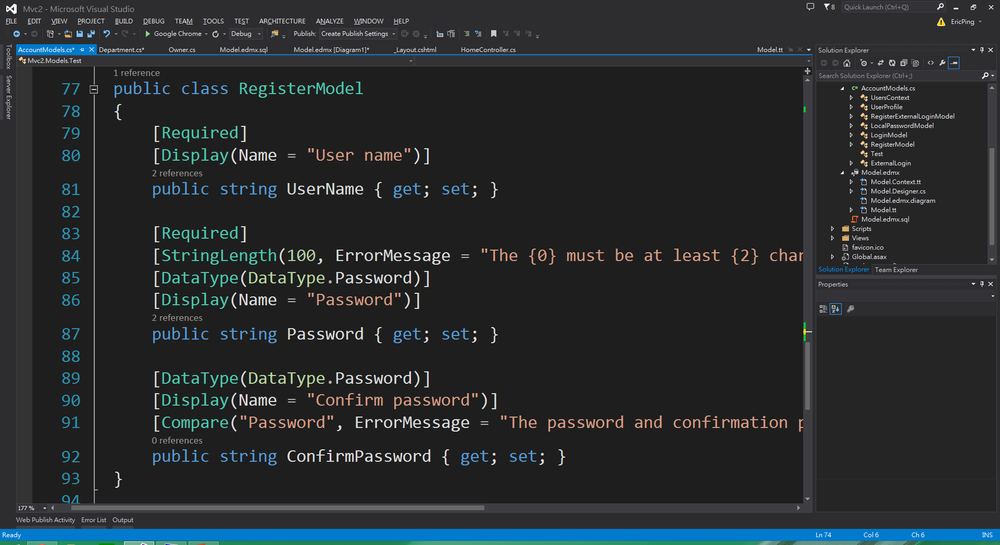 Mvc2 - Microsoft Visual Studio
8
Quick Launch (Ctrl+Q)
FILE EDIT VIEW PROJECT BUILD DEBUG TEAM TOOLS TEST ARCHITECTURE ANALYZE WINDOW HELP
EricPing
Google Chrome
Debug
Publish: Create Publish Settings
AccountModels.cs* Department.cs* Owner.cs Model.edmx.sql Model.edmx [Diagram1]* _Layout.cshtml HomeController.cs Model.tt
Toolbox
Server Explorer
Mvc2.Models.Test
1 reference
77 public class RegisterModel
78 {
79 [Required]
80 [Display(Name = "User name")]
2 references
81 public string UserName { get; set; }
82
83 [Required]
84 [StringLength(100, ErrorMessage = "The {0} must be at least {2} char
85 [DataType(DataType.Password)]
86 [Display(Name = "Password")]
2 references
87 public string Password { get; set; }
88
89 [DataType(DataType.Password)]
90 [Display(Name = "Confirm password")]
91 [Compare("Password", ErrorMessage = "The password and confirmation p
0 references
92 public string ConfirmPassword { get; set; }
93 }
94
177 %
Solution Explorer
Search Solution Explorer (Ctrl+;)
AccountModels.cs
UsersContext
UserProfile
RegisterExternalLoginModel
LocalPasswordModel
LoginModel
RegisterModel
Test
ExternalLogin
Model.edmx
Model.Context.tt
Model.Designer.cs
Model.edmx.diagram
Model.tt
Model.edmx.sql
Scripts
Views
favicon.ico
Global.asax
Solution Explorer Team Explorer
Properties
Web Publish Activity Error List Output
Ready
Ln 74 Col 6 Ch 6 INS